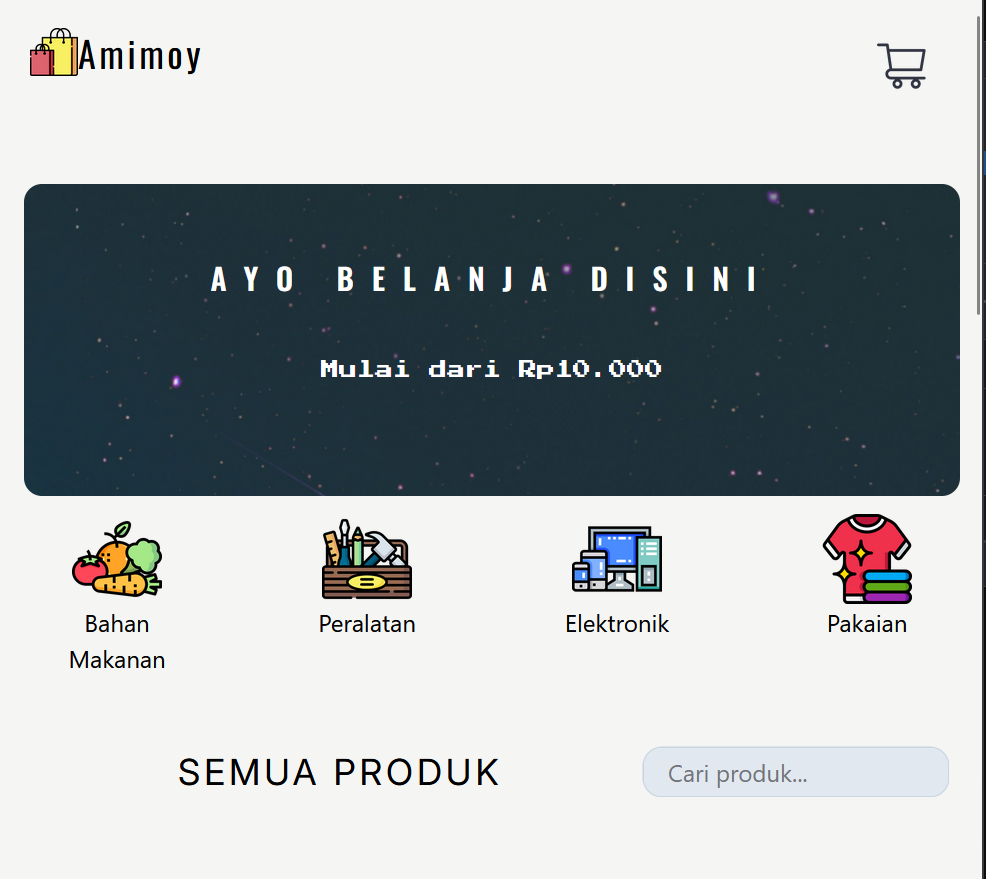 Amimoy
AYO BELANJA DISINI
Mulai dari Rp10.000
Bahan
Makanan
Peralatan
Elektronik
Pakaian
SEMUA PRODUK
Cari produk...